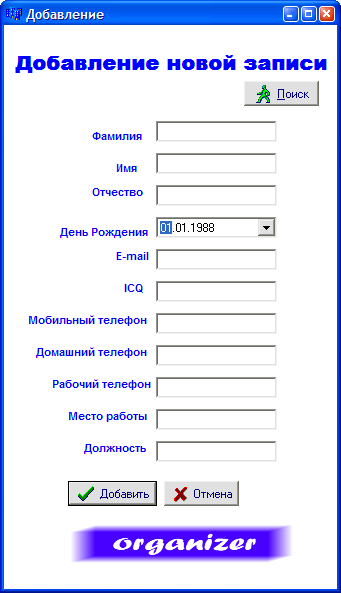 Добавление
Добавление новой записи
Поиск
Фамилия
Имя
Отчество
День Рождения 01.01.1988
E-mail
ICQ
Мобильный телефон
Домашний телефон
Рабочий телефон
Место работы
Должность
Добавить Отмена
organizer